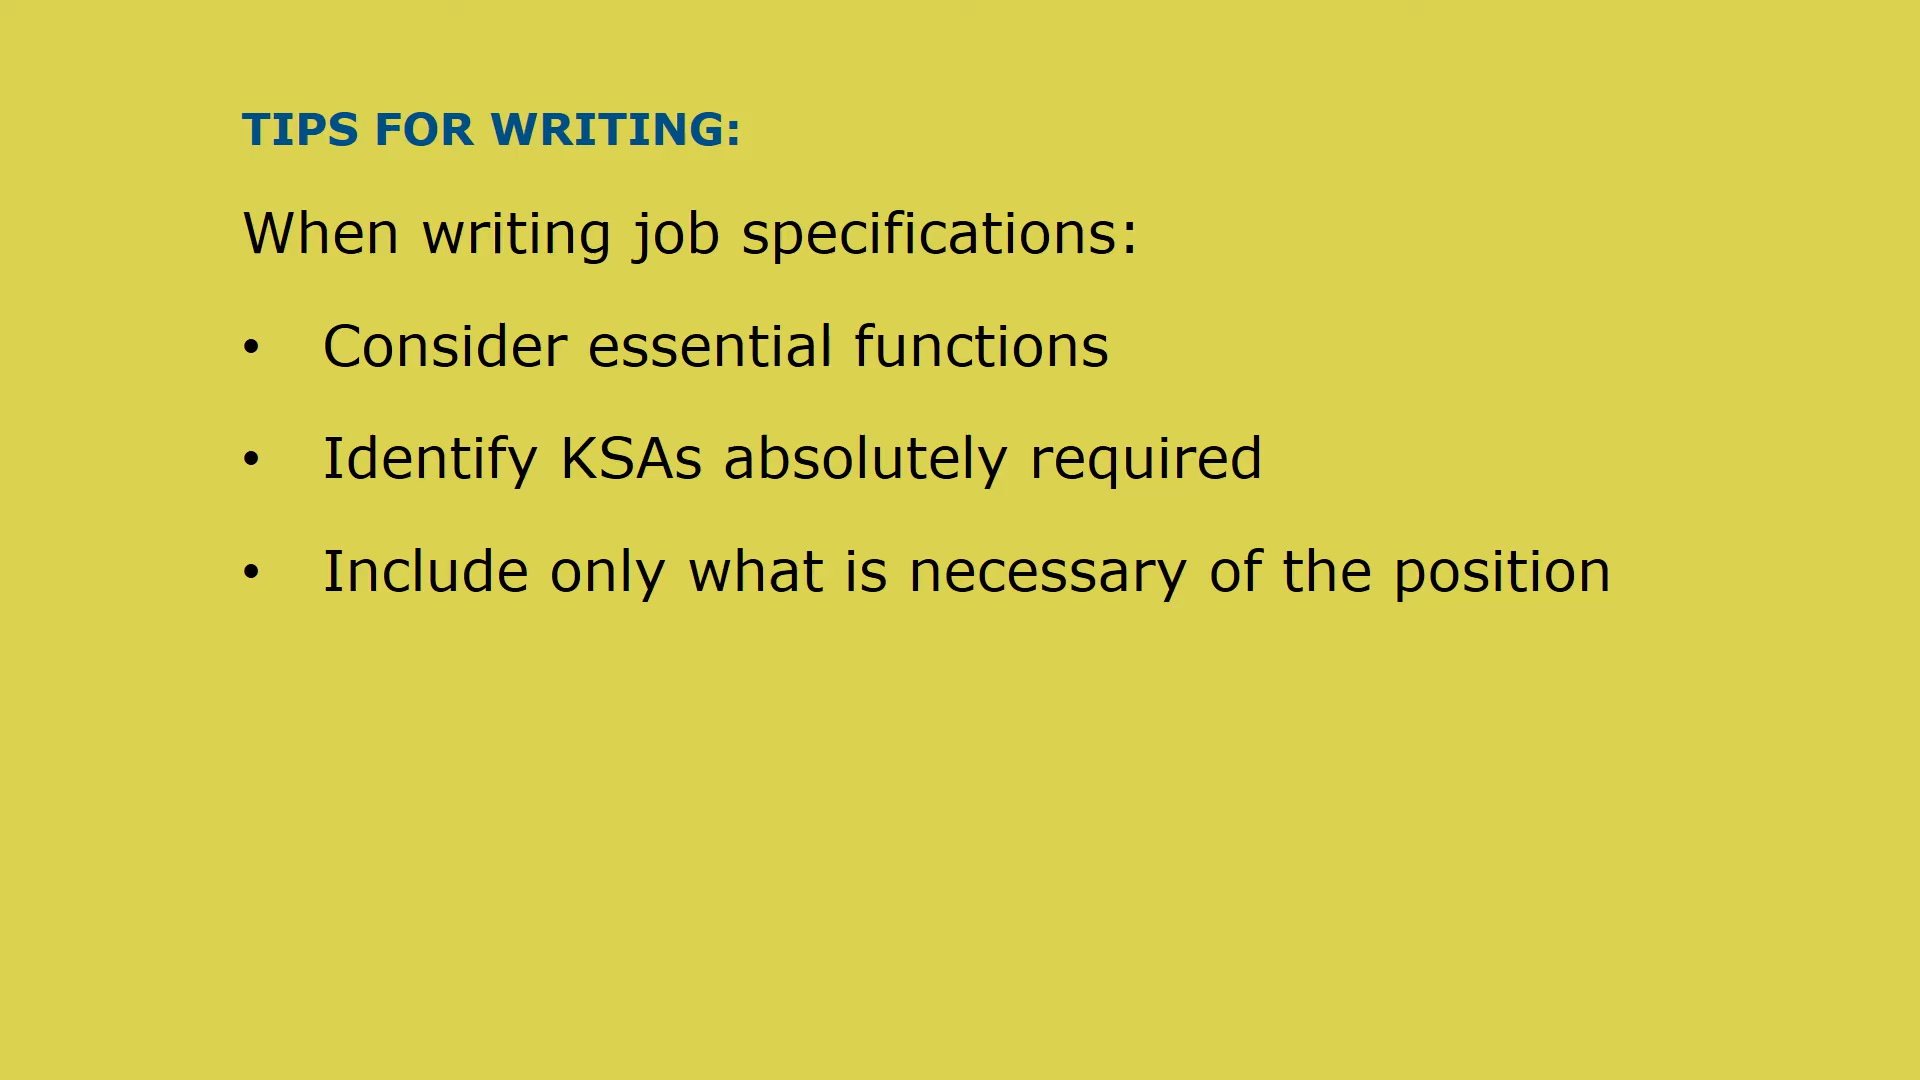 TIPS FOR WRITING:
When writing job specifications:
• Consider essential functions
• Identify KSAs absolutely required
• Include only what is necessary of the position